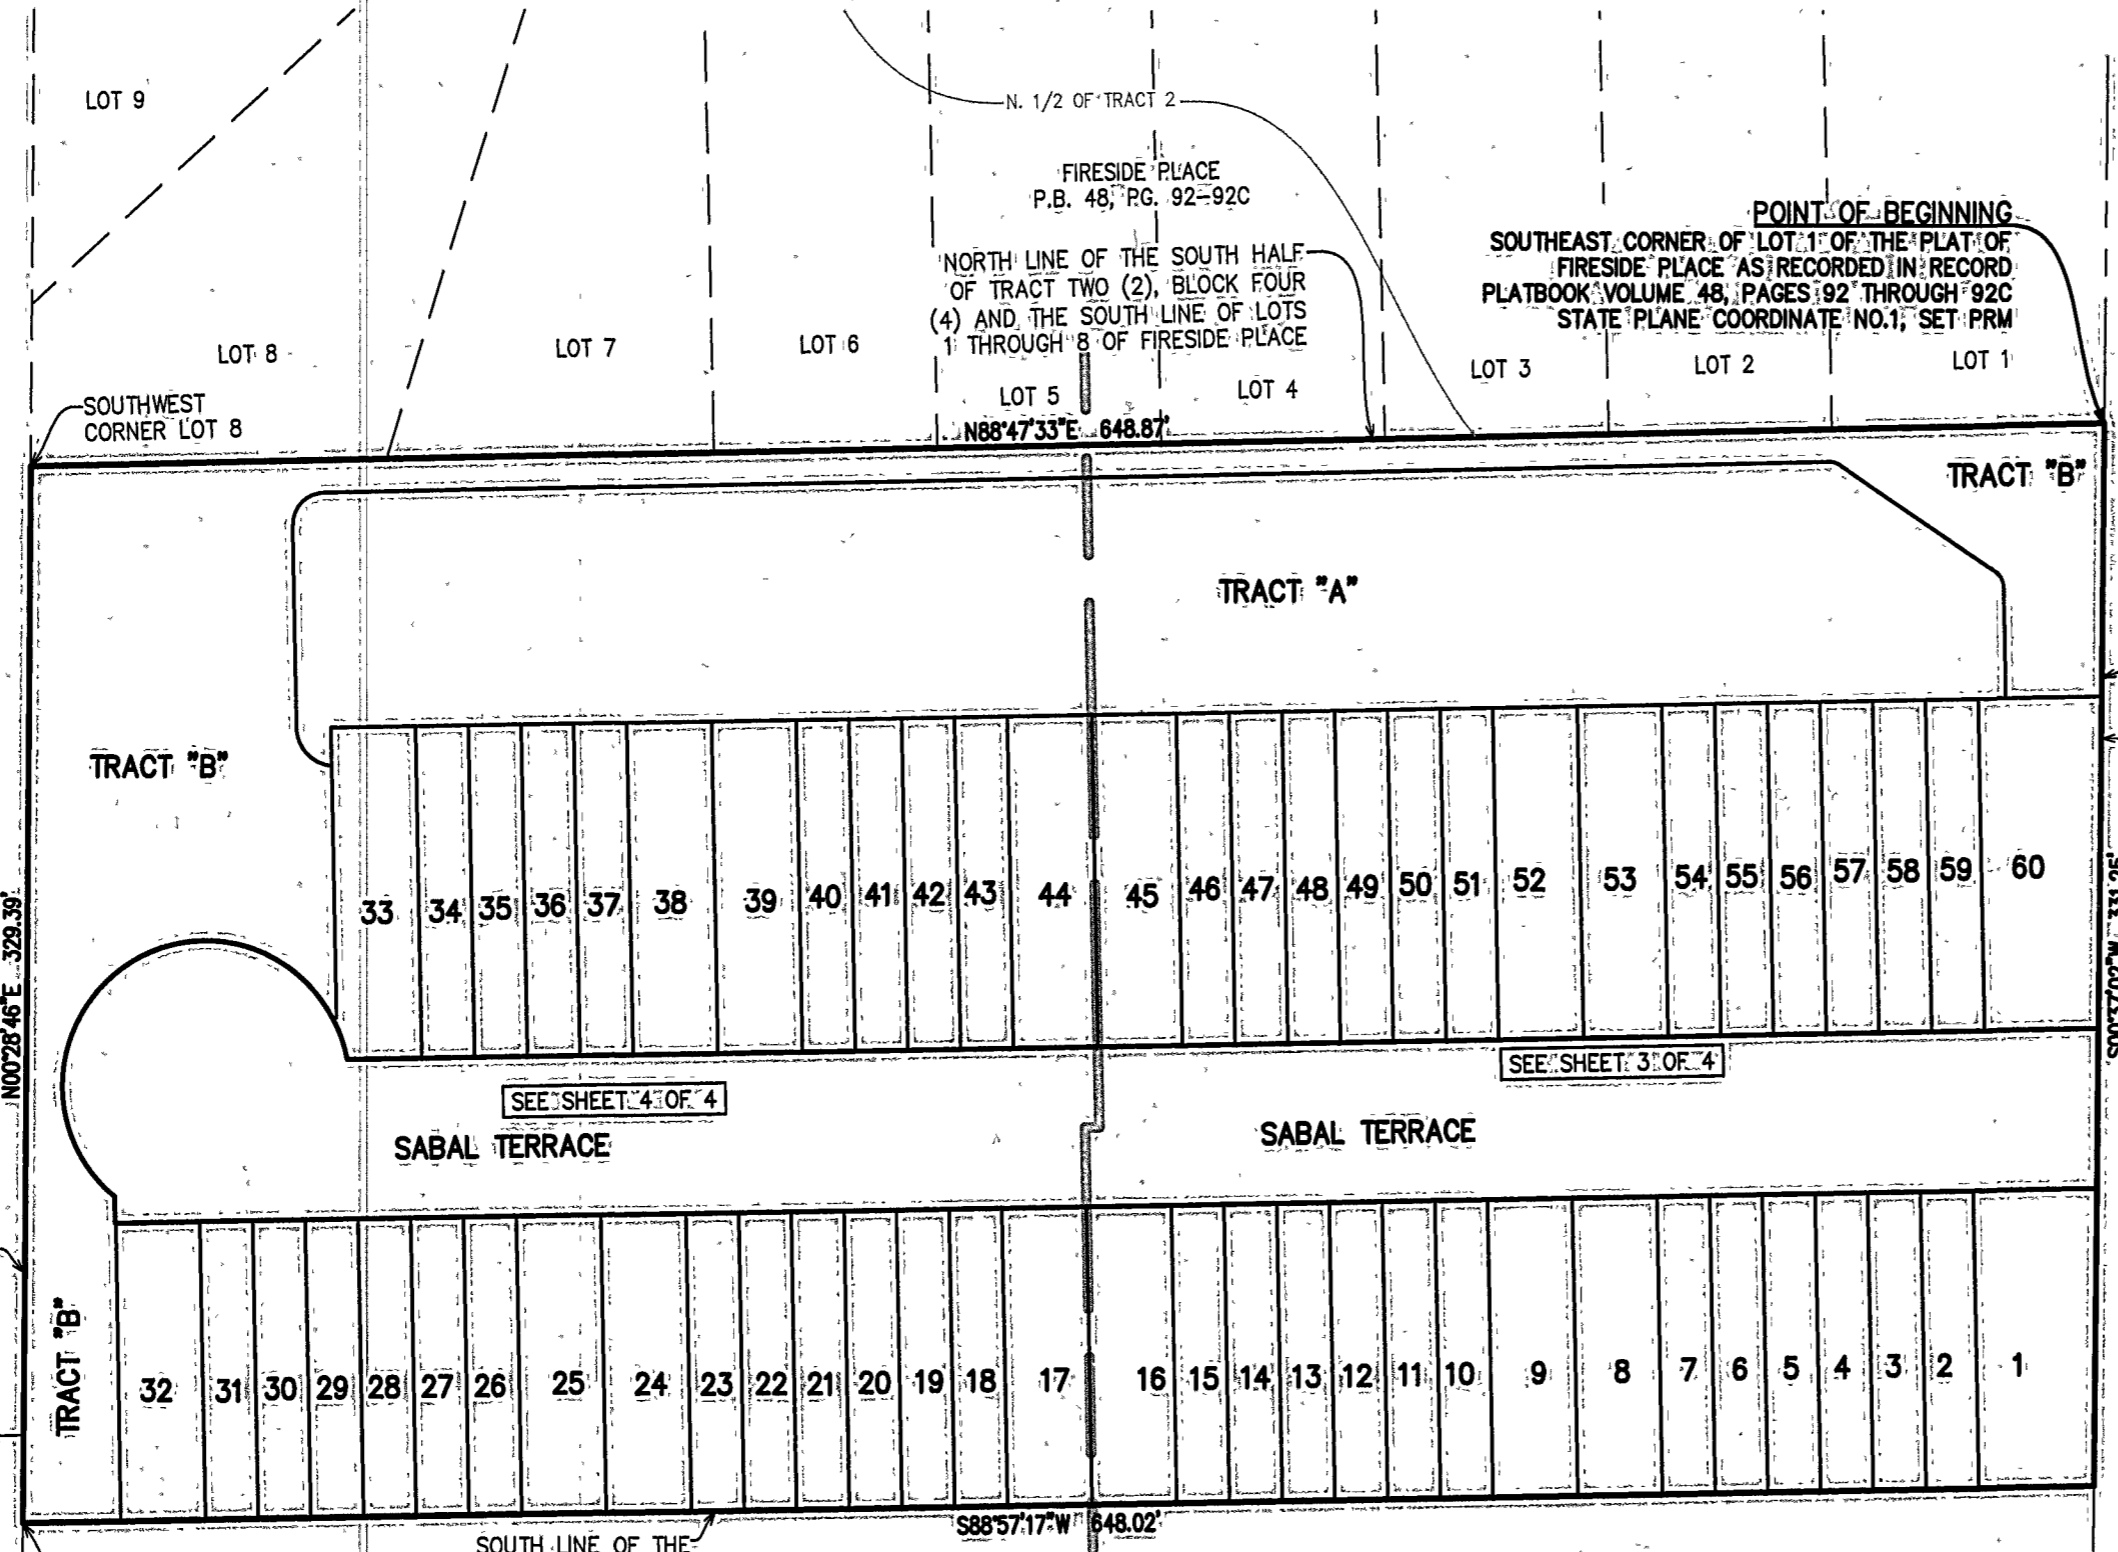 LOT 9
N. 1/2 OF TRACT 2
FIRESIDE PLACE
P.B. 48, PG. 92-92C
POINT OF BEGINNING
SOUTHEAST CORNER OF LOT 1 OF THE PLAT OF
FIRESIDE PLACE AS RECORDED IN RECORD
PLATBOOK VOLUME 48, PAGES 92 THROUGH 92C
STATE PLANE COORDINATE NO.1, SET PRM
NORTH LINE OF THE SOUTH HALF
OF TRACT TWO (2), BLOCK FOUR
(4) AND THE SOUTH LINE OF LOTS
1 THROUGH 8 OF FIRESIDE PLACE
LOT 8
LOT 7
LOT 6
LOT 5
LOT 4
LOT 3
LOT 2
LOT 1
SOUTHWEST
CORNER LOT 8
N88°47'33"E 648.87'
TRACT "B"
TRACT "A"
TRACT "B"
33 34 35 36 37 38 39 40 41 42 43 44 45 46 47 48 49 50 51 52 53 54 55 56 57 58 59 60
N00°28'46"E 329.39'
SEE SHEET 3 OF 4
SEE SHEET 4 OF 4
SABAL TERRACE
SABAL TERRACE
TRACT "B"
32 31 30 29 28 27 26 25 24 23 22 21 20 19 18 17 16 15 14 13 12 11 10 9 8 7 6 5 4 3 2 1
S88°57'17"W 648.02'
SOUTH LINE OF THE